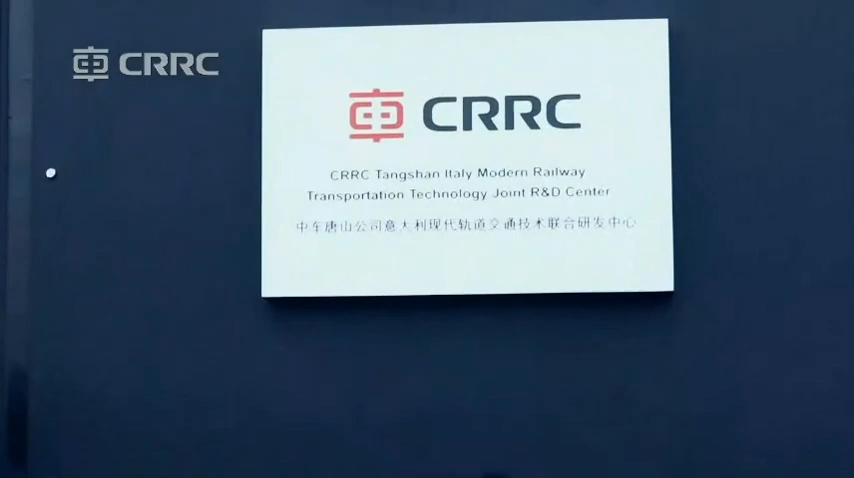 CRRC
CRRC
CRRC Tangshan Italy Modern Railway
Transportation Technology Joint R&D Center
中车唐山公司意大利现代轨道交通技术联合研发中心